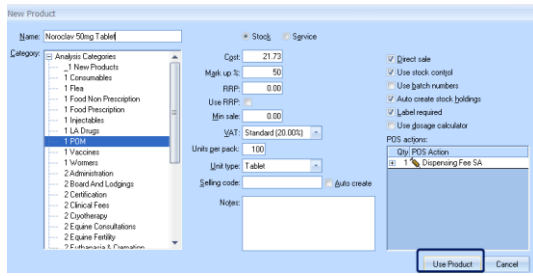 New Product
Name: Noroclav 50mg Tablet
Stock Service
Category:
Analysis Categories
_1 New Products
1 Consumables
1 Flea
1 Food Non Prescription
1 Food Prescription
1 Injectables
1 LA Drugs
1 POM
1 Vaccines
1 Wormers
2 Administration
2 Board And Lodgings
2 Certification
2 Clinical Fees
2 Cryotherapy
2 Equine Consultations
2 Equine Fertility
2 Euthanasia & Cremation
Cost: 21.73
Mark up %: 50
RRP: 0.00
Use RRP:
Min sale: 0.00
VAT: Standard (20.00%)
Units per pack: 100
Unit type: Tablet
Selling code: Auto create
Notes:
Direct sale
Use stock control
Use batch numbers
Auto create stock holdings
Label required
Use dosage calculator
POS actions:
Qty POS Action
1 Dispensing Fee SA
Use Product Cancel